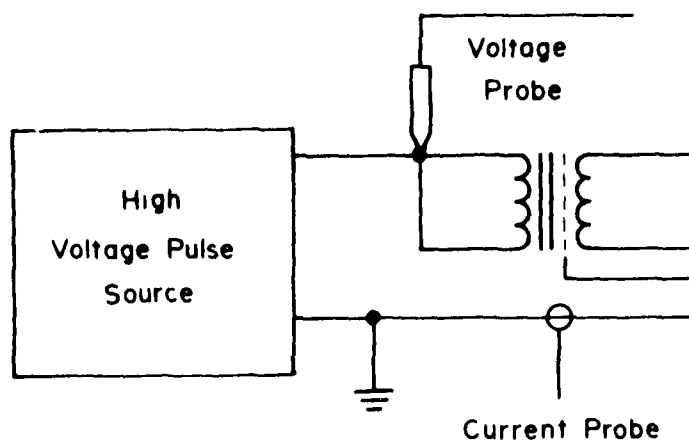 Voltage
Probe
High
Voltage Pulse
Source
Current Probe